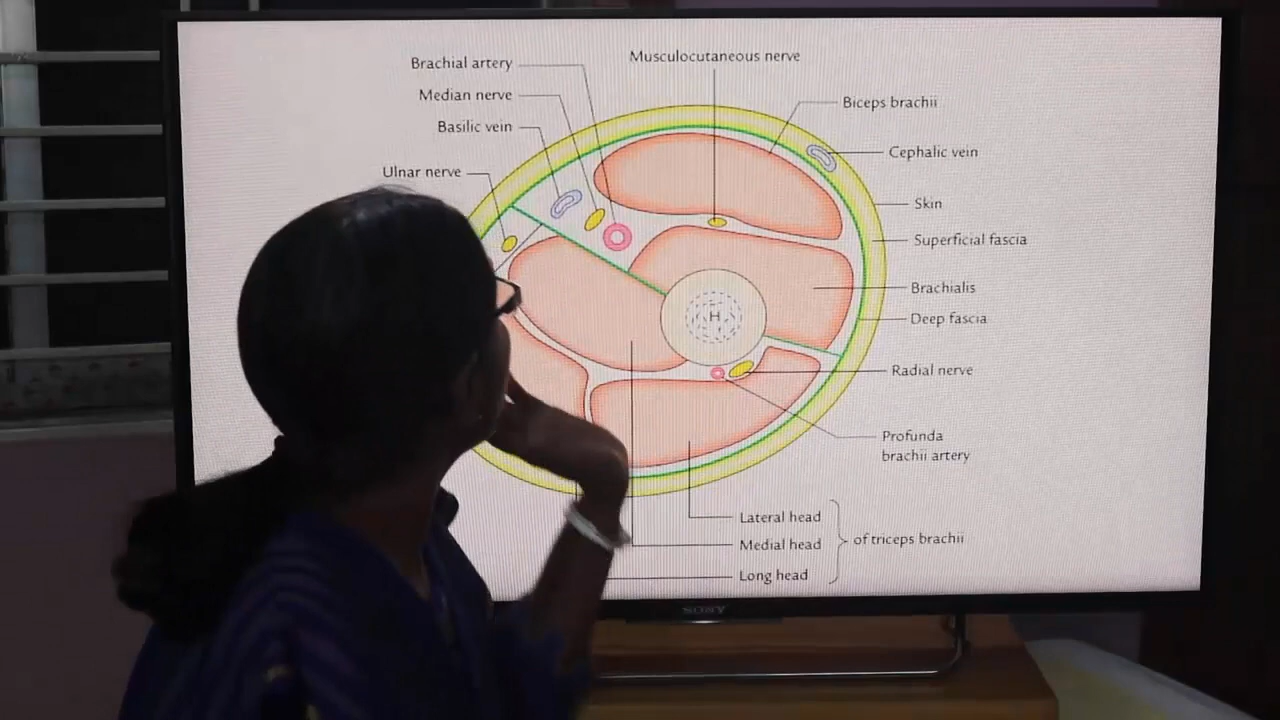 Musculocutaneous nerve
Brachial artery
Median nerve
Basilic vein
Ulnar nerve
Biceps brachii
Cephalic vein
Skin
Superficial fascia
Brachialis
Deep fascia
H
Radial nerve
Profunda
brachii artery
Lateral head
Medial head
Long head
of triceps brachii
SONY